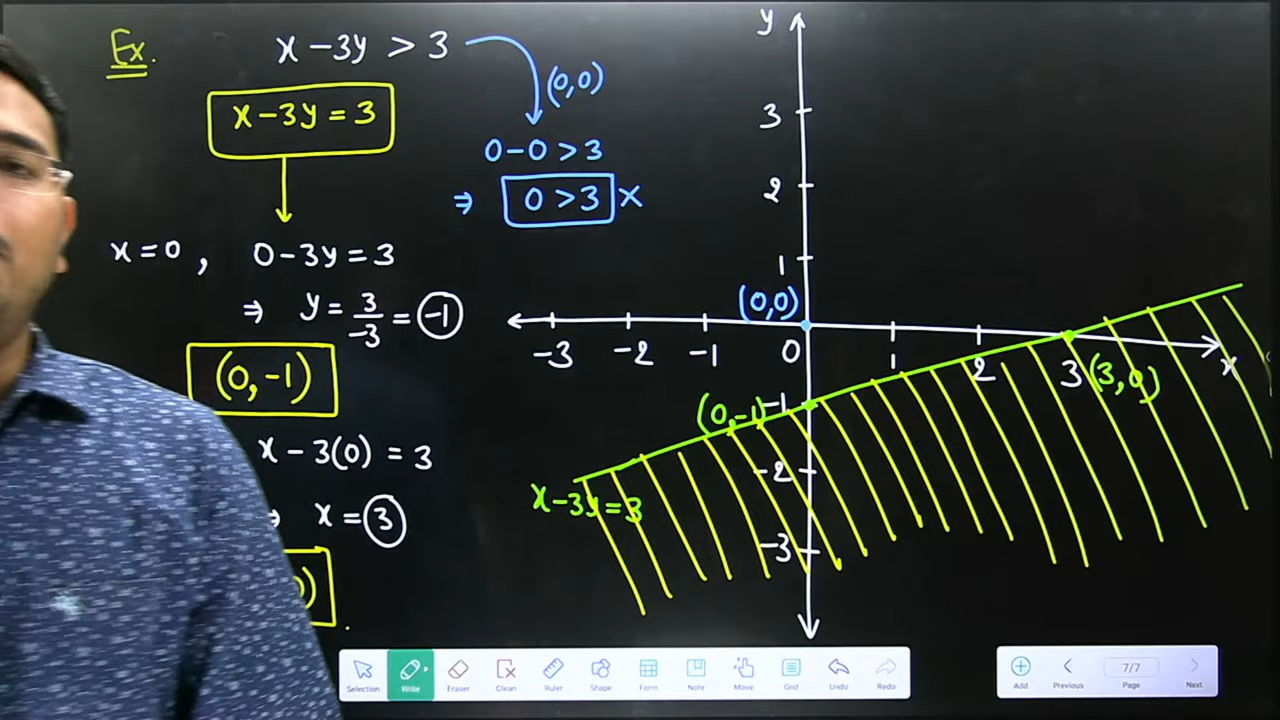 Ex. x - 3y > 3
x - 3y = 3
x = 0 , 0 - 3y = 3
⇒ y = 3/-3 = -1
(0, -1)
x - 3(0) = 3
x = 3
)
(0,0)
0 - 0 > 3
⇒ 0 > 3 x
y
3
2
1
(0,0)
-3 -2 -1 0 1 2 3 (3, 0) x
(0, -1) -1
-2
x - 3y = 3
-3
Selection Write Eraser Clean Ruler Shape Form Note Move Grid Undo Redo
Add Previous 7/7 Page Next